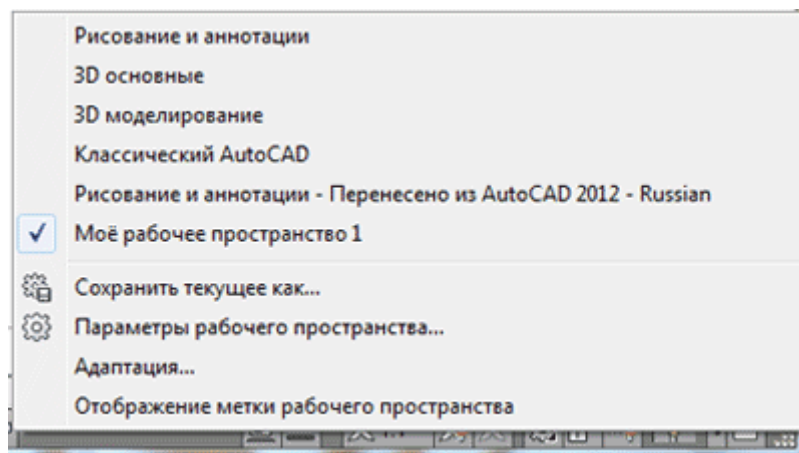 Рисование и аннотации
3D основные
3D моделирование
Классический AutoCAD
Рисование и аннотации - Перенесено из AutoCAD 2012 - Russian
Моё рабочее пространство 1
Сохранить текущее как...
Параметры рабочего пространства...
Адаптация...
Отображение метки рабочего пространства